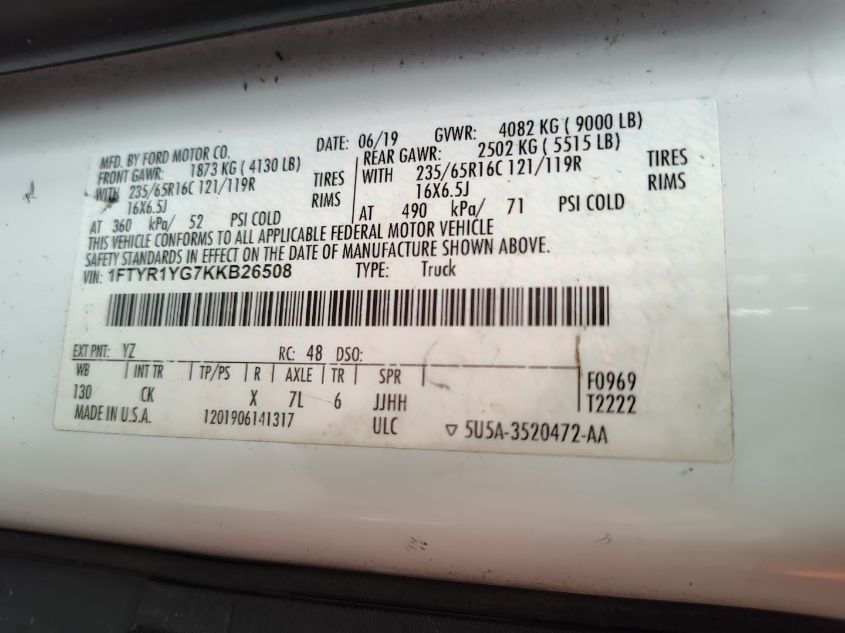 MFD. BY FORD MOTOR CO. DATE: 06/19 GVWR: 4082 KG ( 9000 LB)
FRONT GAWR: 1873 KG ( 4130 LB) REAR GAWR: 2502 KG ( 5515 LB)
WITH 235/65R16C 121/119R TIRES WITH 235/65R16C 121/119R TIRES
16X6.5J RIMS 16X6.5J RIMS
AT 360 kPa/ 52 PSI COLD AT 490 kPa/ 71 PSI COLD
THIS VEHICLE CONFORMS TO ALL APPLICABLE FEDERAL MOTOR VEHICLE
SAFETY STANDARDS IN EFFECT ON THE DATE OF MANUFACTURE SHOWN ABOVE.
VIN: 1FTYR1YG7KKB26508 TYPE: Truck
EXT PNT: YZ RC: 48 DSO:
WB INT TR TP/PS R AXLE TR SPR F0969
130 CK X 7L 6 JJHH T2222
MADE IN U.S.A. 1201906141317 ULC ▽ 5U5A-3520472-AA